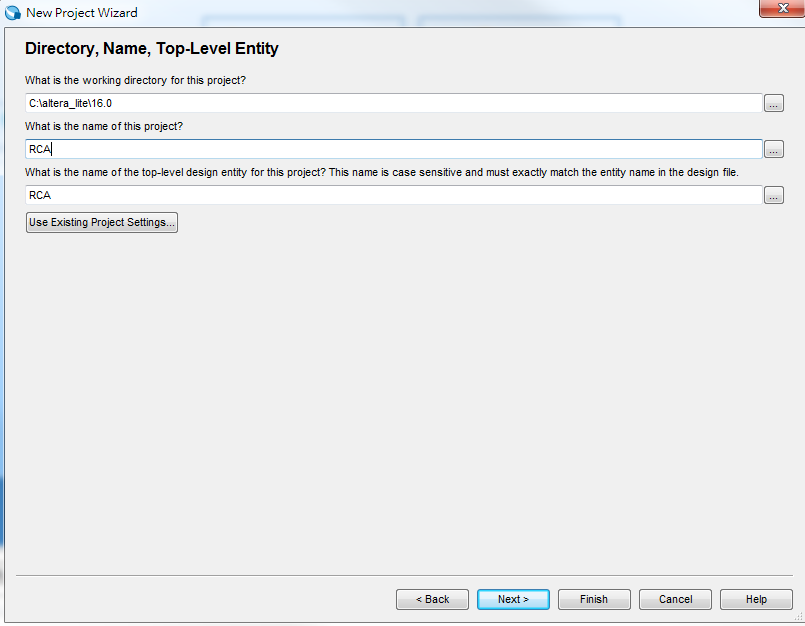 New Project Wizard
Directory, Name, Top-Level Entity
What is the working directory for this project?
C:\altera_lite\16.0
...
What is the name of this project?
RCA
...
What is the name of the top-level design entity for this project? This name is case sensitive and must exactly match the entity name in the design file.
RCA
...
Use Existing Project Settings...
< Back
Next >
Finish
Cancel
Help